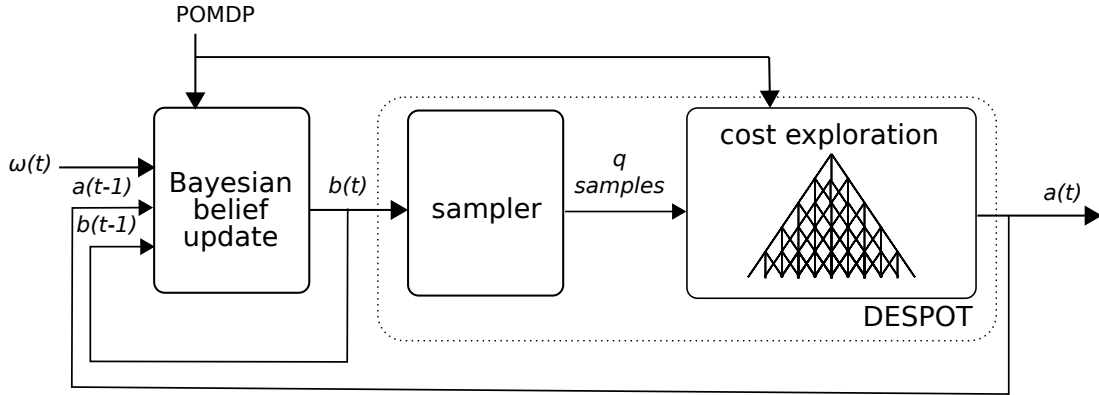 POMDP
cost exploration
ω(t)
a(t-1)
b(t-1)
Bayesian
belief
update
b(t)
sampler
q
samples
a(t)
DESPOT